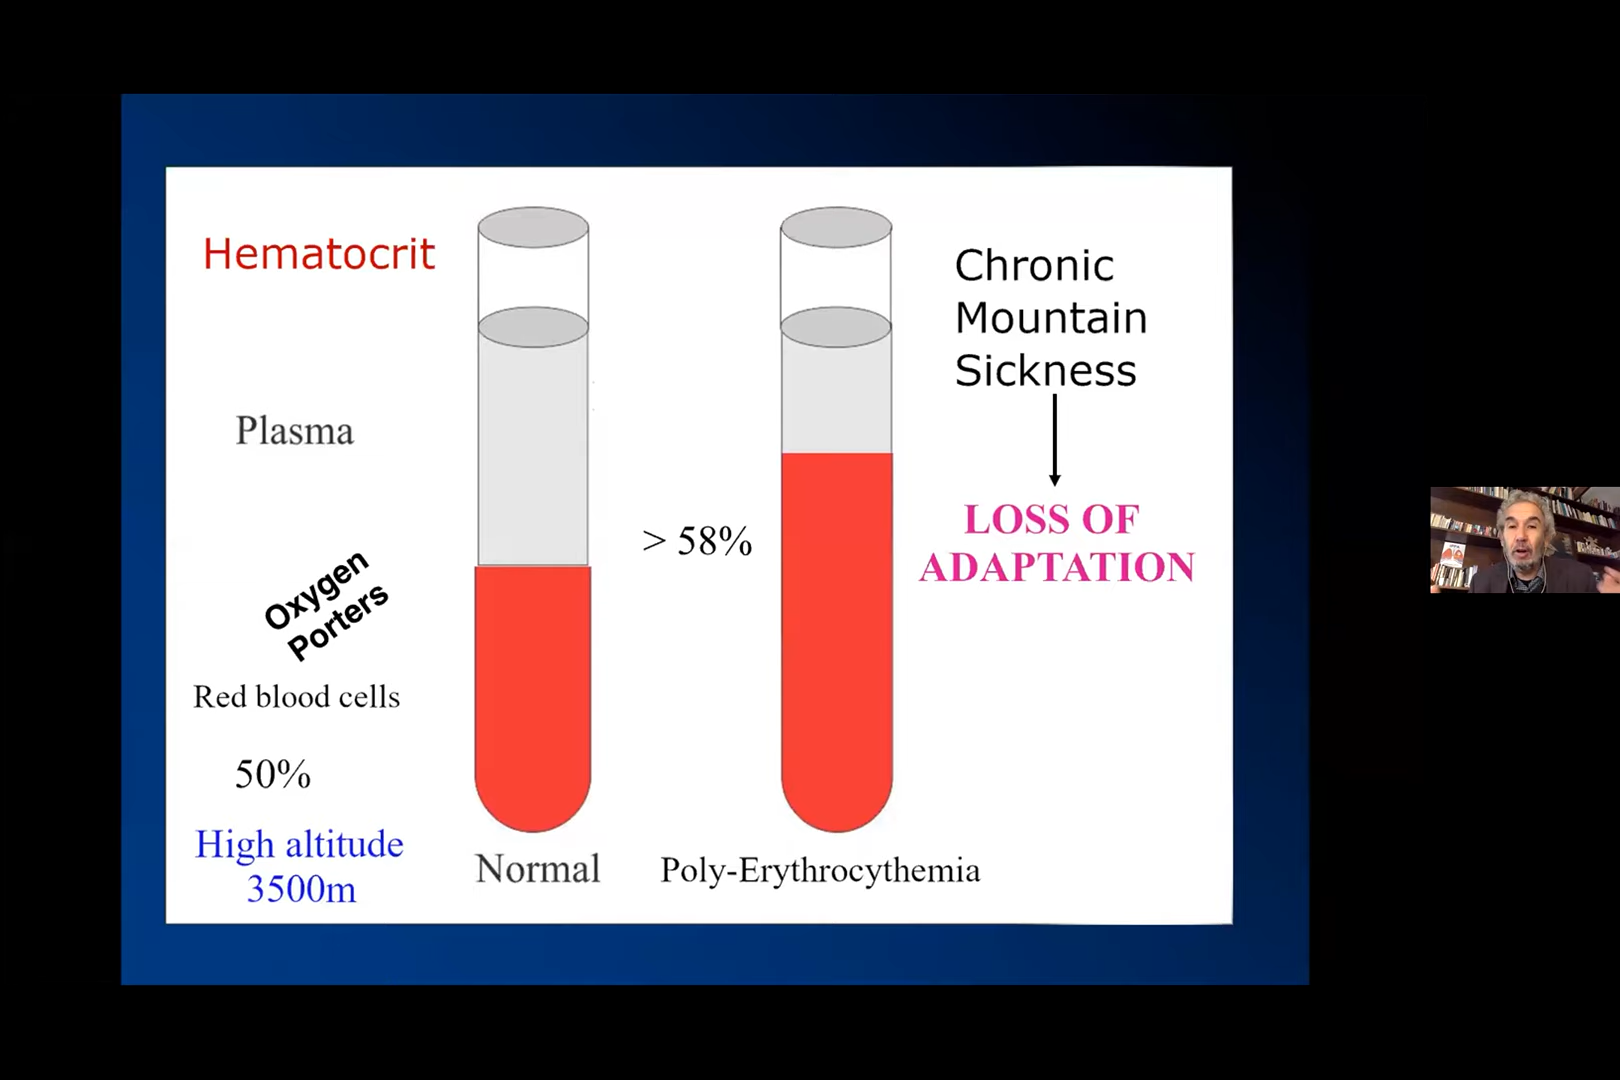 Hematocrit
Plasma
Oxygen
Porters
Red blood cells
50%
High altitude
3500m
Normal
> 58%
Poly-Erythrocythemia
Chronic
Mountain
Sickness
LOSS OF
ADAPTATION